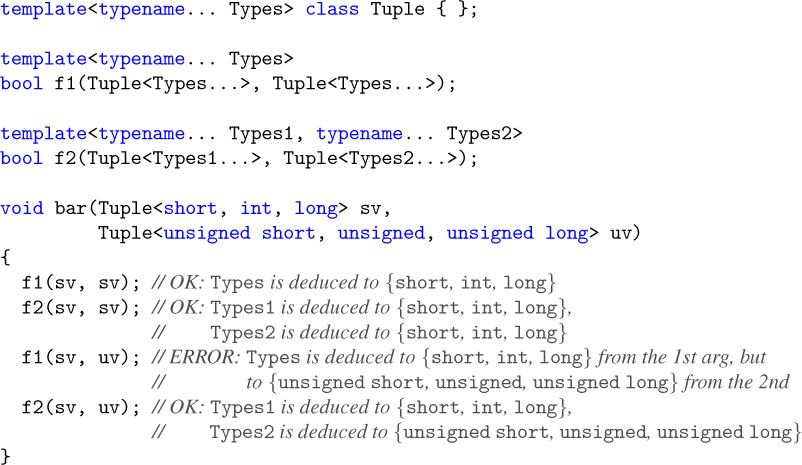 template<typename... Types> class Tuple { };
template<typename... Types>
bool f1(Tuple<Types...>, Tuple<Types...>);
template<typename... Types1, typename... Types2>
bool f2(Tuple<Types1...>, Tuple<Types2...>);
void bar(Tuple<short, int, long> sv,
Tuple<unsigned short, unsigned, unsigned long> uv)
{
f1(sv, sv); // OK: Types is deduced to {short, int, long}
f2(sv, sv); // OK: Types1 is deduced to {short, int, long},
// Types2 is deduced to {short, int, long}
f1(sv, uv); // ERROR: Types is deduced to {short, int, long} from the 1st arg, but
// to {unsigned short, unsigned, unsigned long} from the 2nd
f2(sv, uv); // OK: Types1 is deduced to {short, int, long},
// Types2 is deduced to {unsigned short, unsigned, unsigned long}
}